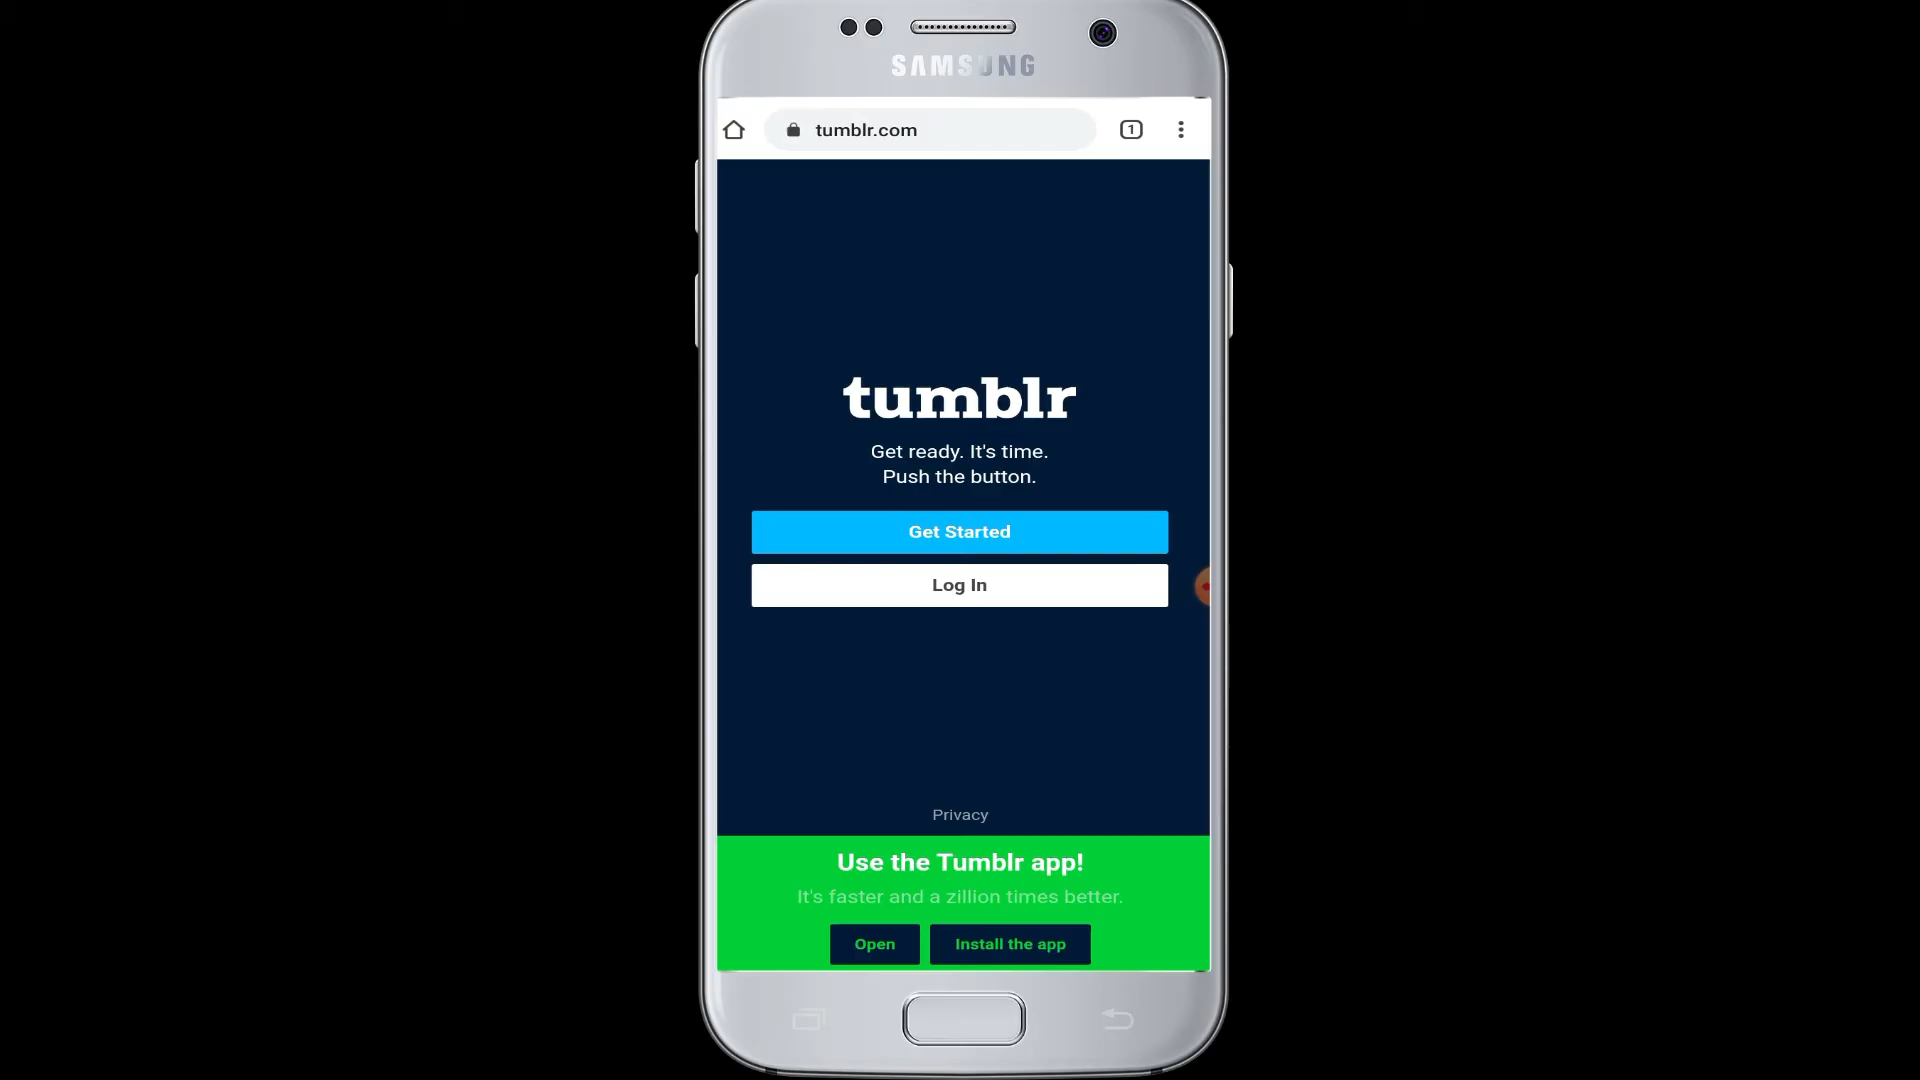 SAMSUNG
tumblr.com
1
tumblr
Get ready. It's time.
Push the button.
Get Started
Log In
Privacy
Use the Tumblr app!
It's faster and a zillion times better.
Open
Install the app